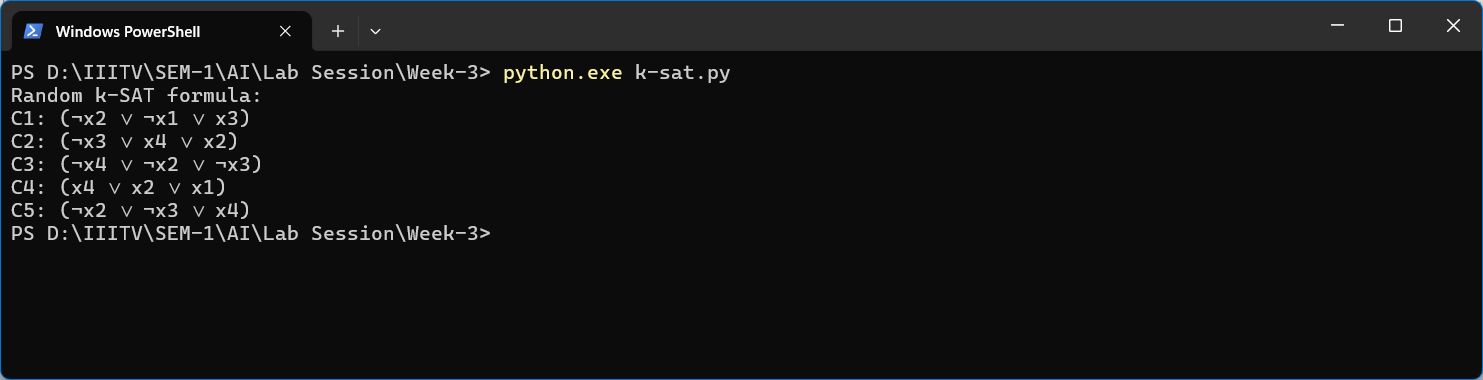 Windows PowerShell
PS D:\IIITV\SEM-1\AI\Lab Session\Week-3> python.exe k-sat.py
Random k-SAT formula:
C1: (¬x2 ∨ ¬x1 ∨ x3)
C2: (¬x3 ∨ x4 ∨ x2)
C3: (¬x4 ∨ ¬x2 ∨ ¬x3)
C4: (x4 ∨ x2 ∨ x1)
C5: (¬x2 ∨ ¬x3 ∨ x4)
PS D:\IIITV\SEM-1\AI\Lab Session\Week-3>